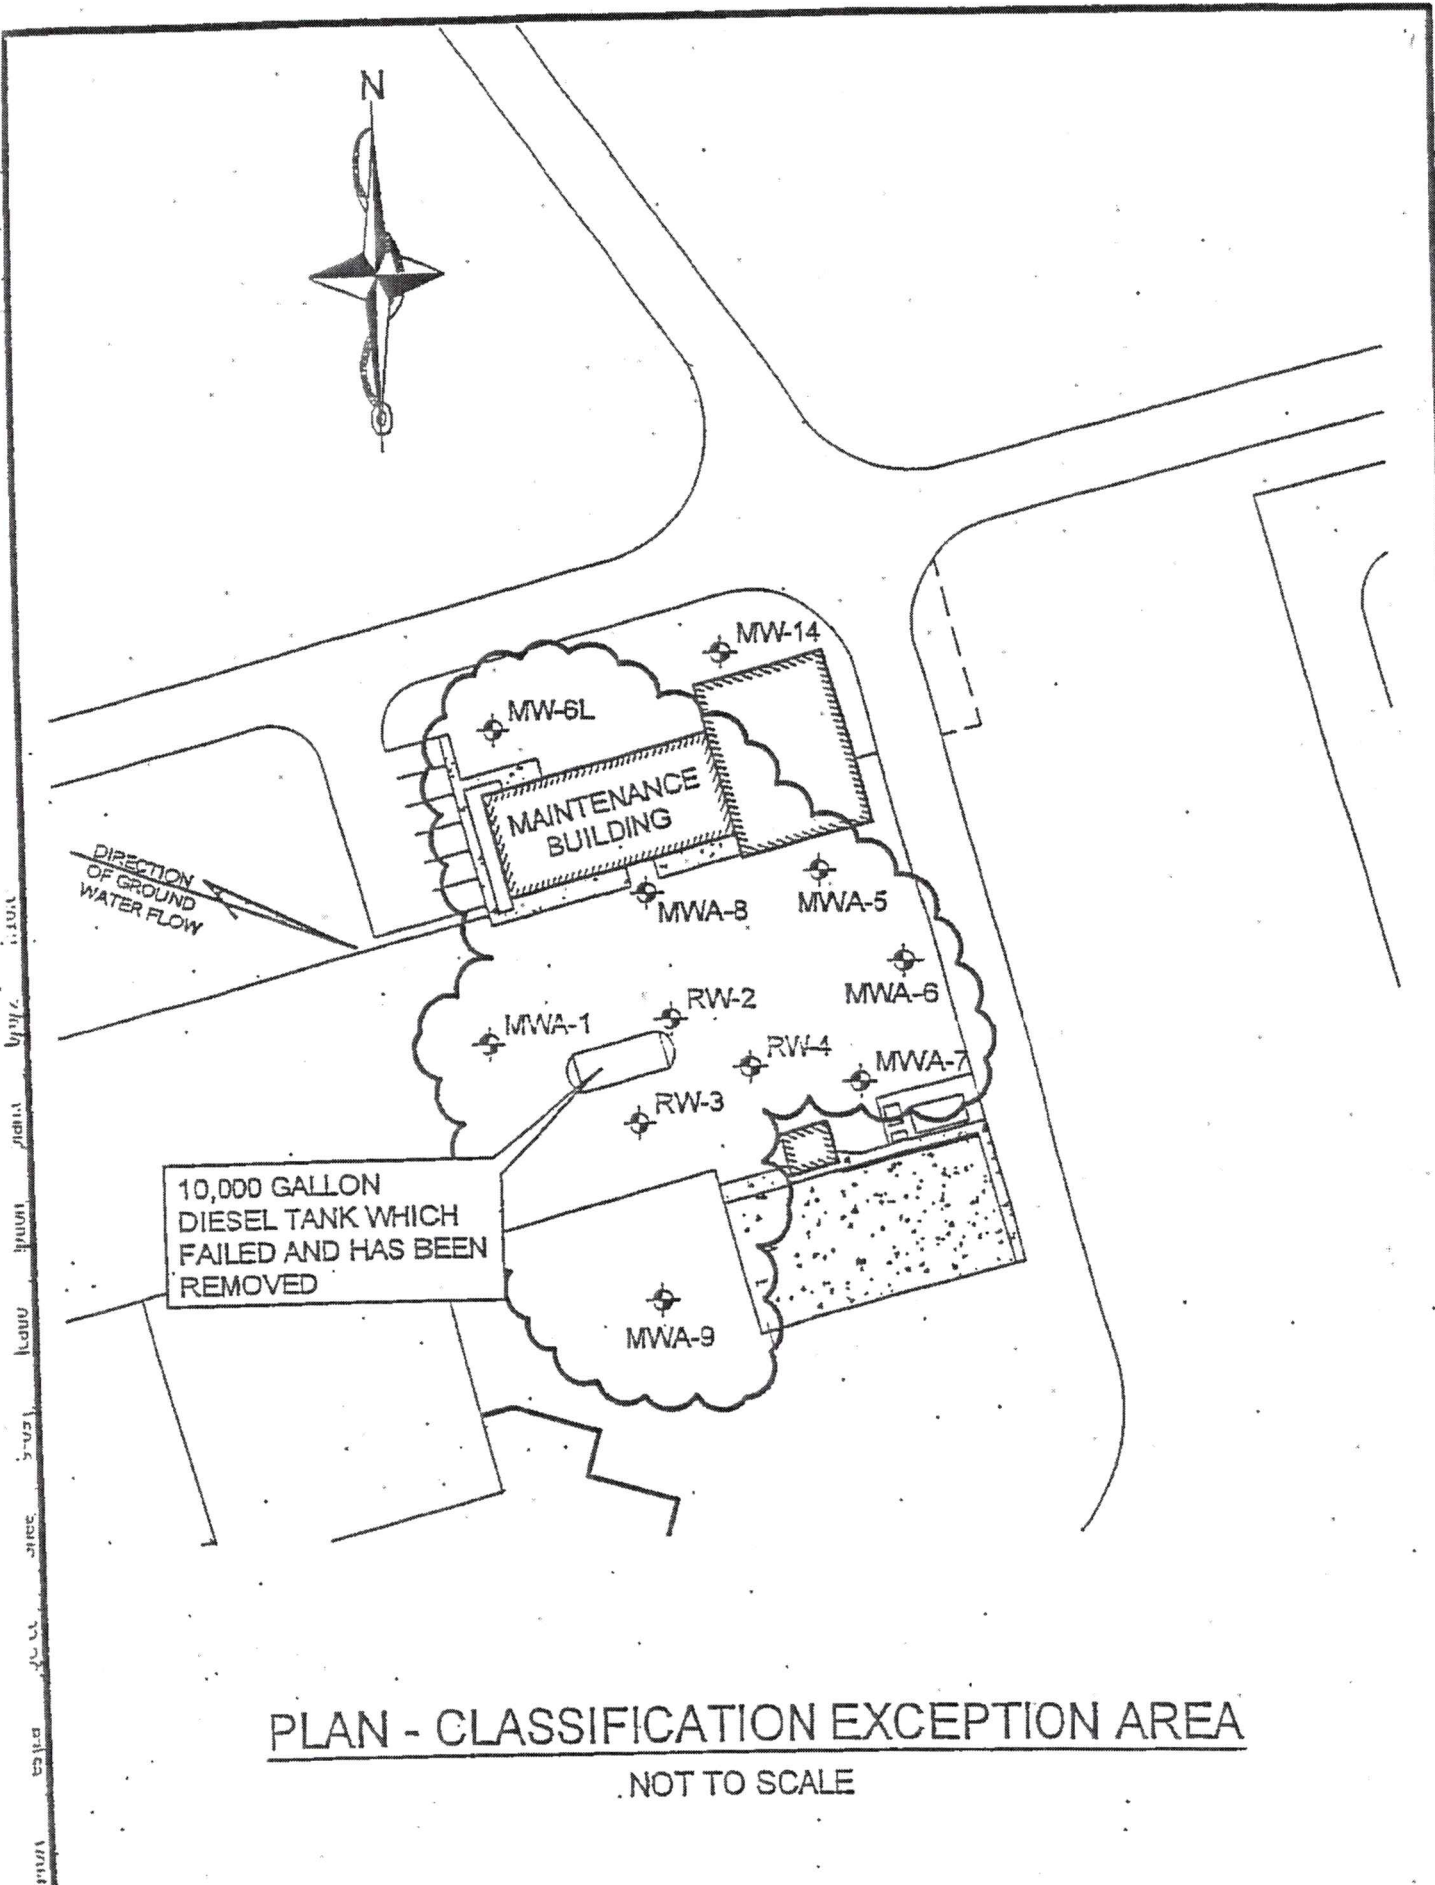 N
MW-14
MW-6L
MAINTENANCE
BUILDING
DIRECTION
OF GROUND
WATER FLOW
MWA-8
MWA-5
MWA-6
RW-2
MWA-1
RW-4
MWA-7
RW-3
10,000 GALLON
DIESEL TANK WHICH
FAILED AND HAS BEEN
REMOVED
MWA-9
PLAN - CLASSIFICATION EXCEPTION AREA
NOT TO SCALE